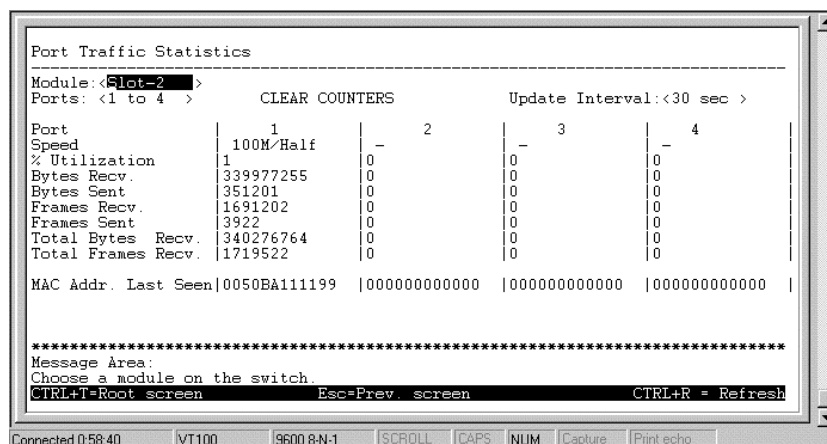 Port Traffic Statistics
Module:<Slot-2   >
Ports: <1 to 4  >   CLEAR COUNTERS   Update Interval:<30 sec >
Port | 1 | 2 | 3 | 4 |
Speed | 100M/Half | - | - | - |
% Utilization |1 |0 |0 |0 |
Bytes Recv. |339977255 |0 |0 |0 |
Bytes Sent |351201 |0 |0 |0 |
Frames Recv. |1691202 |0 |0 |0 |
Frames Sent |3922 |0 |0 |0 |
Total Bytes  Recv. |340276764 |0 |0 |0 |
Total Frames Recv. |1719522 |0 |0 |0 |
MAC Addr. Last Seen|0050BA111199 |000000000000 |000000000000 |000000000000 |
Message Area:
Choose a module on the switch.
CTRL+T=Root screen   Esc=Prev. screen   CTRL+R = Refresh
Connected 0:58:40   VT100   9600 8-N-1   SCROLL   CAPS   NUM   Capture   Print echo